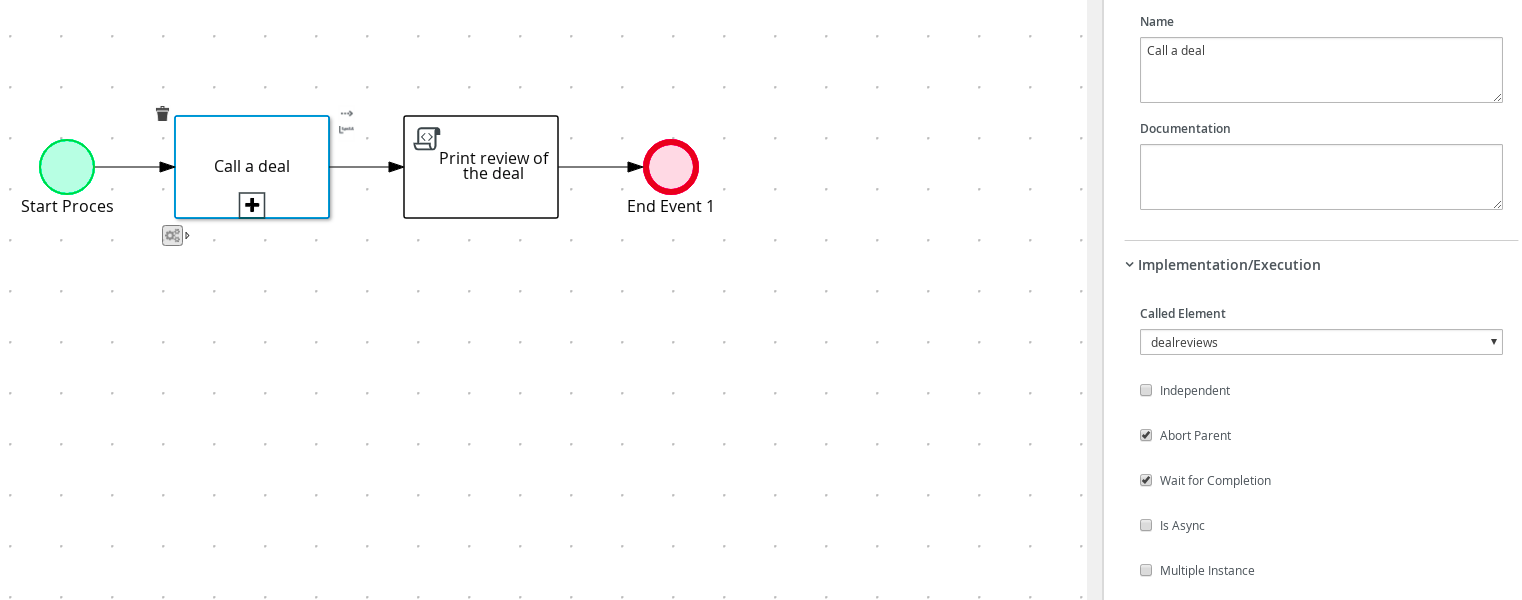 Call a deal
Print review of
the deal
Start Proces
End Event 1
Name
Call a deal
Documentation
Implementation/Execution
Called Element
dealreviews
Independent
Abort Parent
Wait for Completion
Is Async
Multiple Instance